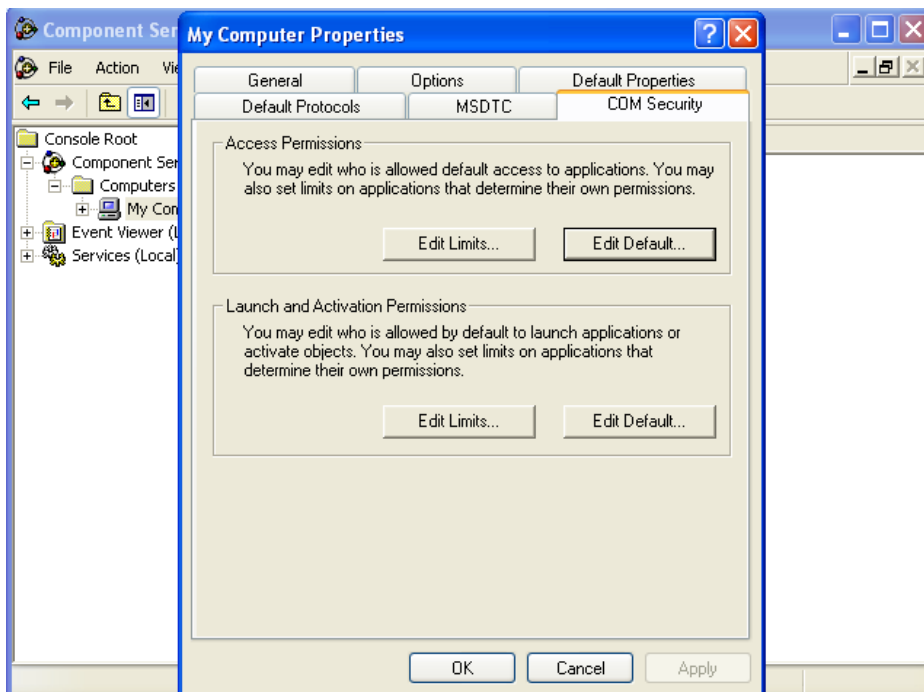 Component Ser
My Computer Properties
File Action Vie
General Options Default Properties
Default Protocols MSDTC COM Security
Console Root
Component Ser
Computers
My Com
Event Viewer (L
Services (Local)
Access Permissions
You may edit who is allowed default access to applications. You may
also set limits on applications that determine their own permissions.
Edit Limits... Edit Default...
Launch and Activation Permissions
You may edit who is allowed by default to launch applications or
activate objects. You may also set limits on applications that
determine their own permissions.
Edit Limits... Edit Default...
OK Cancel Apply